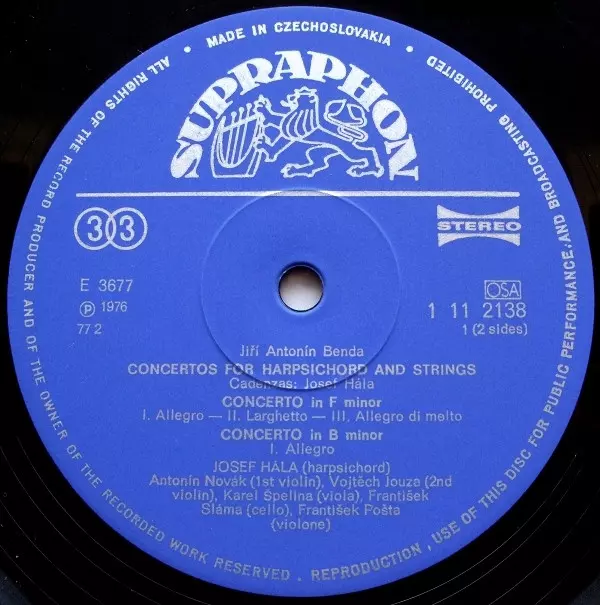 MADE IN CZECHOSLOVAKIA
ALL RIGHTS OF THE RECORD PRODUCER AND OF THE OWNER OF THE RECORDED WORK RESERVED . REPRODUCTION, USE OF THIS DISC FOR PUBLIC PERFORMANCE, AND BROADCASTING PROHIBITED
SUPRAPHON
33
STEREO
E 3677
OSA
℗ 1976
1 11 2138
77 2
1 (2 sides)
Jiří Antonín Benda
CONCERTOS FOR HARPSICHORD AND STRINGS
Cadenzas: Josef Hála
CONCERTO in F minor
I. Allegro — II. Larghetto — III. Allegro di molto
CONCERTO in B minor
I. Allegro
JOSEF HÁLA (harpsichord)
Antonín Novák (1st violin), Vojtěch Jouza (2nd
violin), Karel Špelina (viola), František
Sláma (cello), František Pošta
(violone)